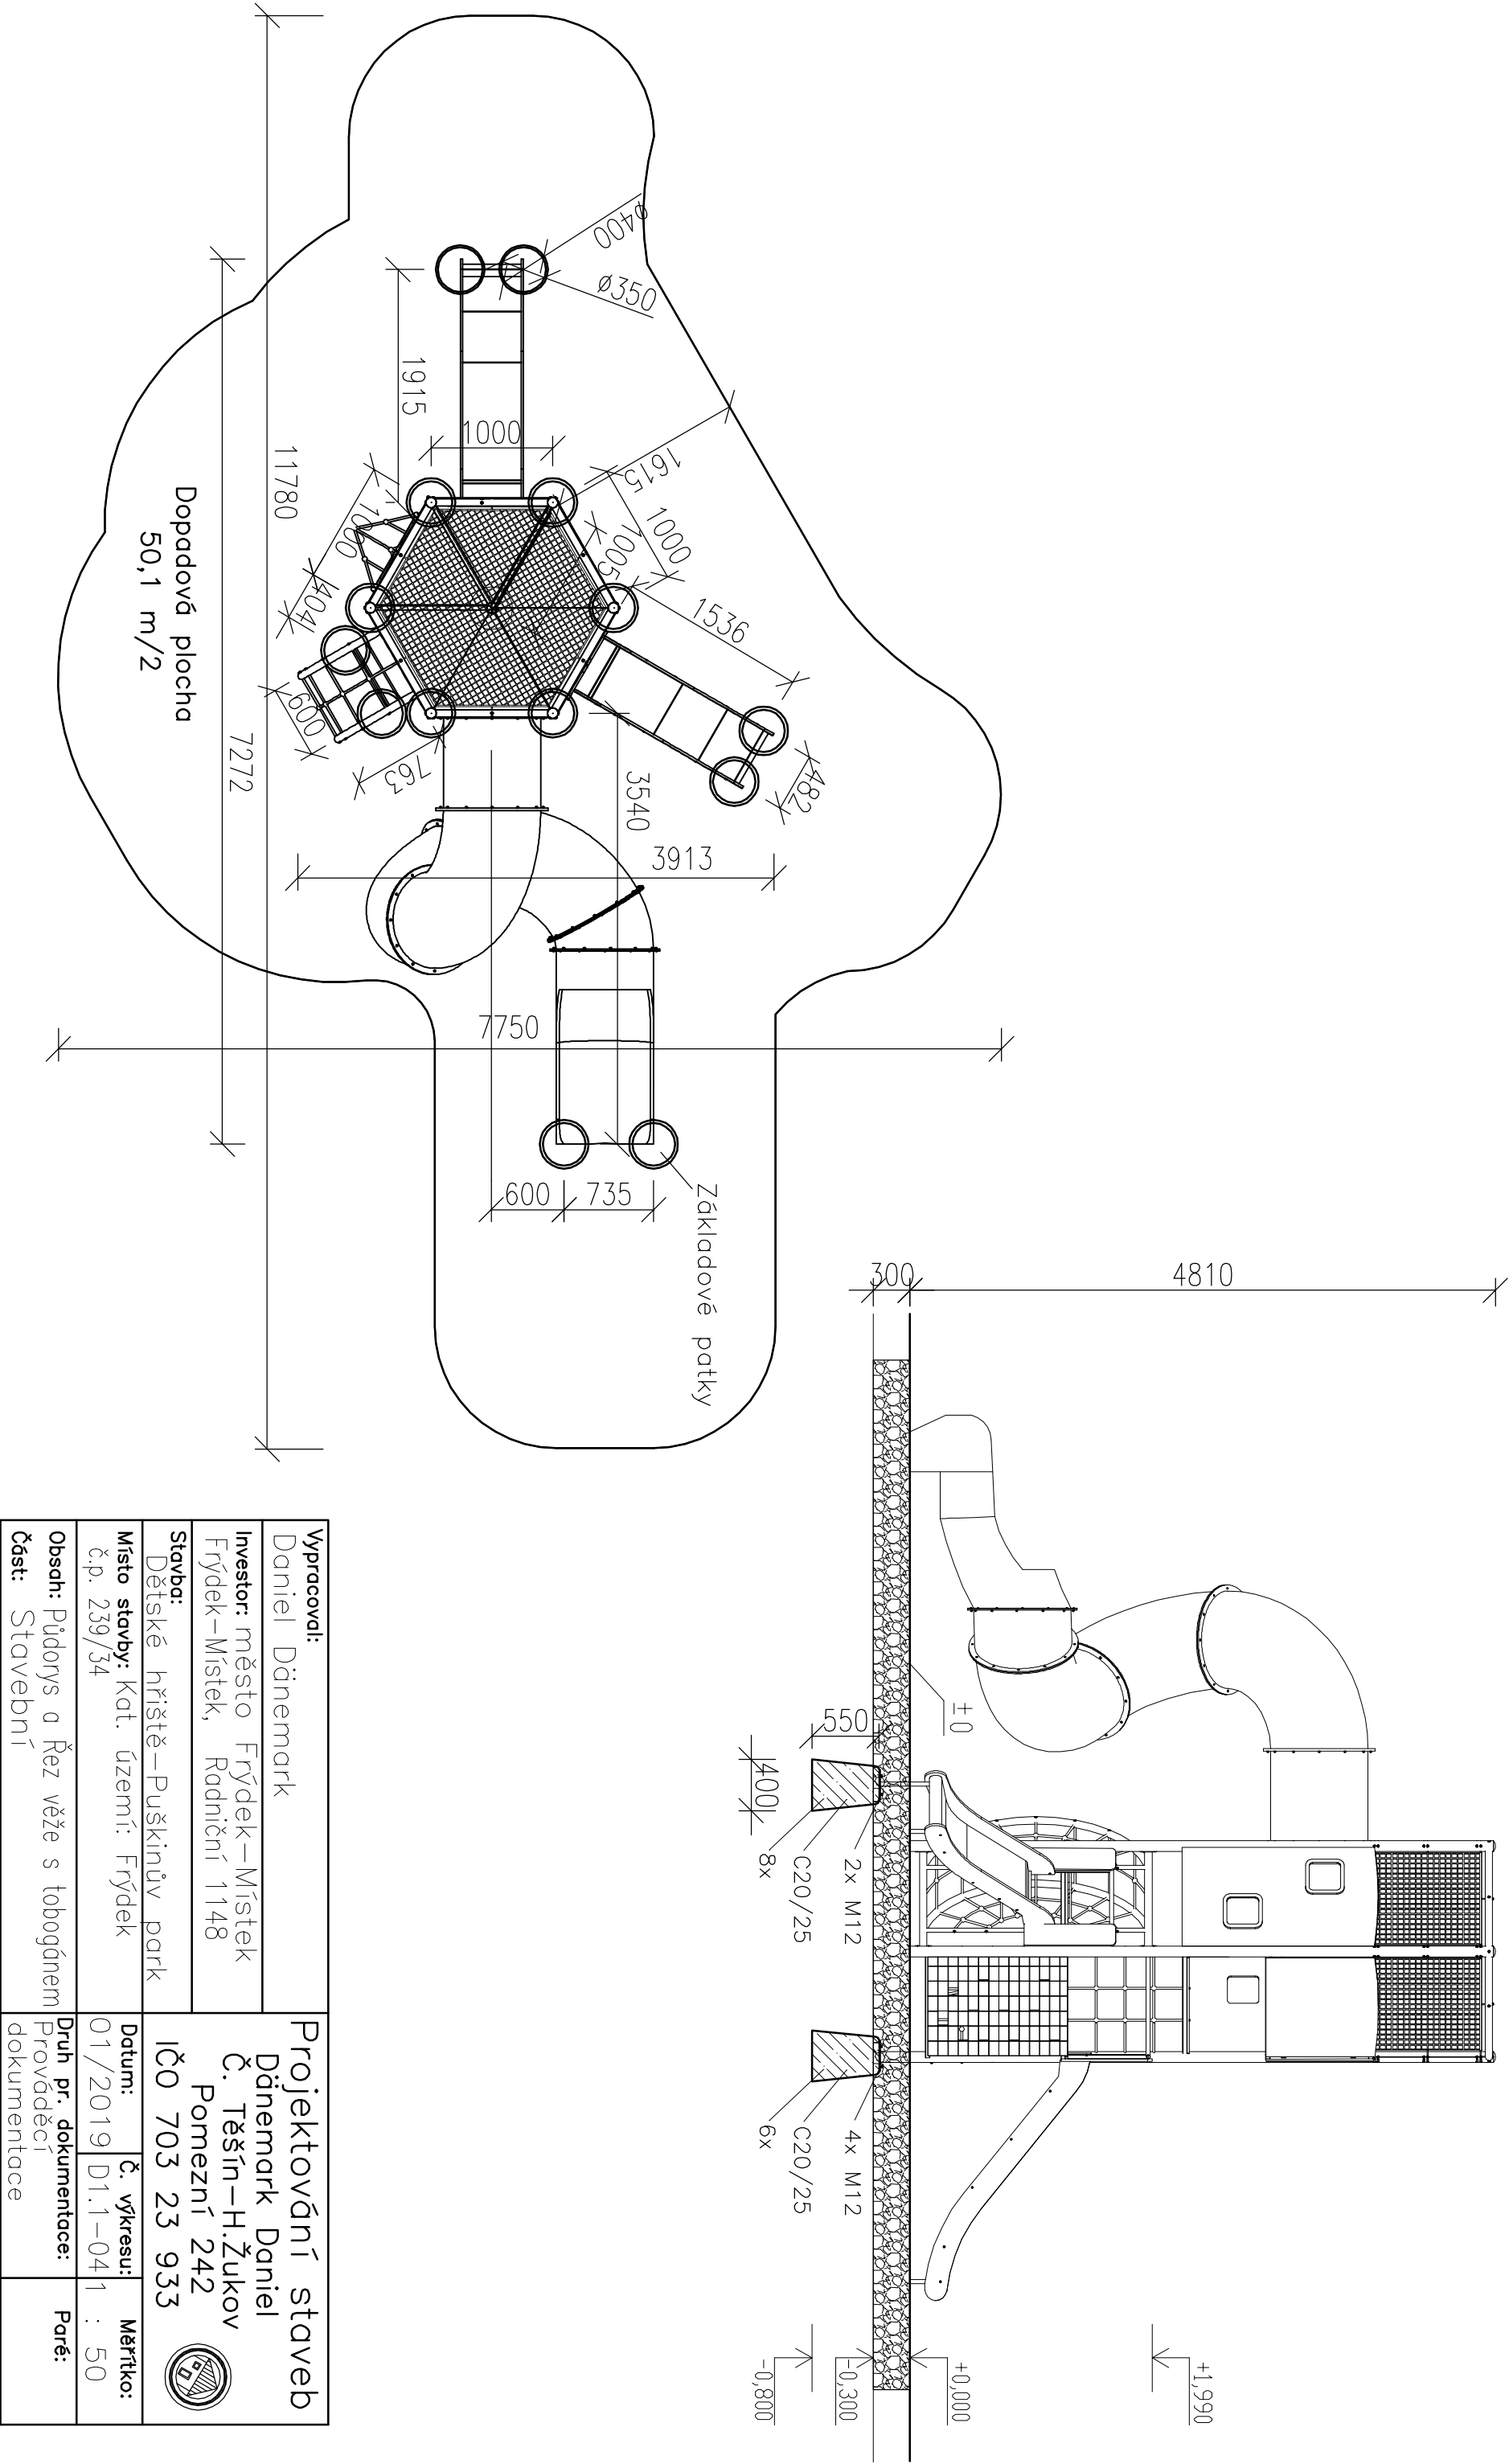 4810
300
±0
550
400
2x M12
C20/25
8x
4x M12
C20/25
6x
+1,990
+0,000
-0,300
-0,800
ø400
ø350
1915
1000
1615
1000
1005
1536
482
1000
404
600
763
3540
3913
7750
7272
11780
600
735
Základové patky
Dopadová plocha
50,1 m/2
Vypracoval:
Daniel Dänemark
Investor: město Frýdek-Místek
Frýdek-Místek, Radniční 1148
Stavba:
Dětské hřiště-Puškinův park
Místo stavby: Kat. území: Frýdek
č.p. 239/34
Obsah: Půdorys a Řez věže s tobogánem
Část: Stavební
Projektování staveb
Dänemark Daniel
Č. Těšín-H.Žukov
Pomezní 242
IČO 703 23 933
Datum:
01/2019
Č. výkresu:
D1.1-04
Měřítko:
1 : 50
Druh pr. dokumentace:
Prováděcí
dokumentace
Paré: